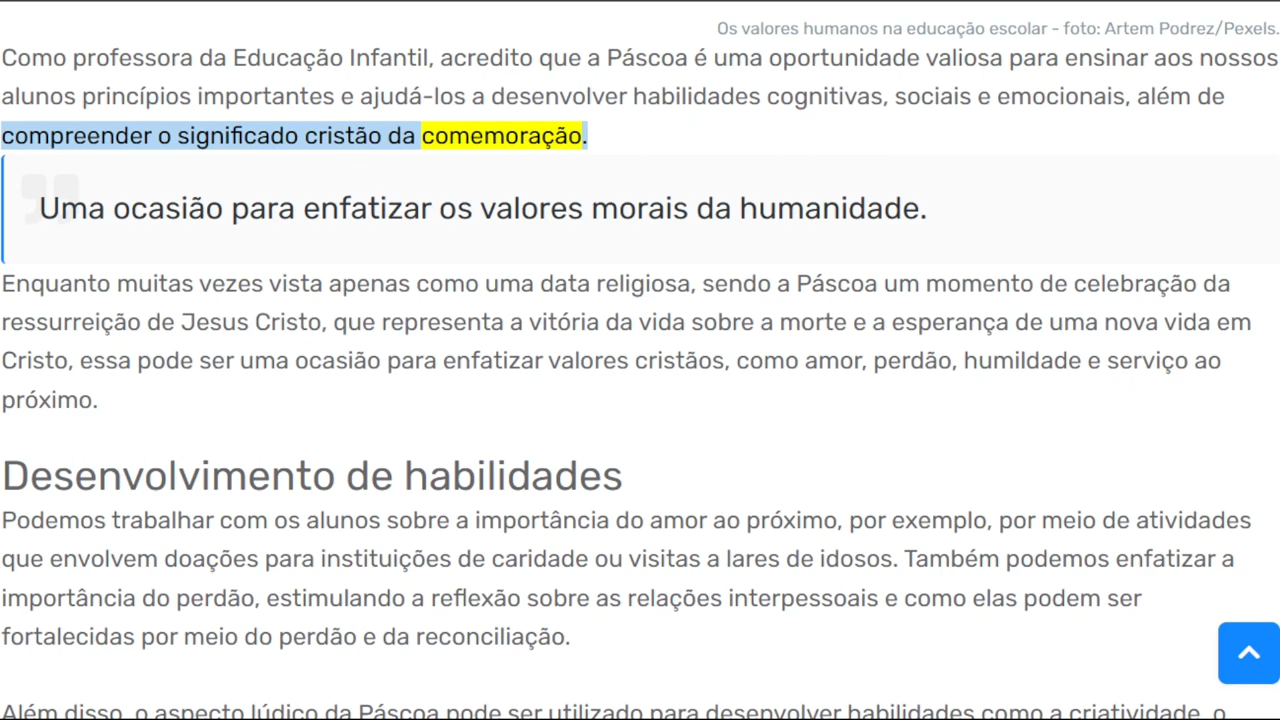 Os valores humanos na educação escolar - foto: Artem Podrez/Pexels.
Como professora da Educação Infantil, acredito que a Páscoa é uma oportunidade valiosa para ensinar aos nossos
alunos princípios importantes e ajudá-los a desenvolver habilidades cognitivas, sociais e emocionais, além de
compreender o significado cristão da comemoração.
Uma ocasião para enfatizar os valores morais da humanidade.
Enquanto muitas vezes vista apenas como uma data religiosa, sendo a Páscoa um momento de celebração da
ressurreição de Jesus Cristo, que representa a vitória da vida sobre a morte e a esperança de uma nova vida em
Cristo, essa pode ser uma ocasião para enfatizar valores cristãos, como amor, perdão, humildade e serviço ao
próximo.
Desenvolvimento de habilidades
Podemos trabalhar com os alunos sobre a importância do amor ao próximo, por exemplo, por meio de atividades
que envolvem doações para instituições de caridade ou visitas a lares de idosos. Também podemos enfatizar a
importância do perdão, estimulando a reflexão sobre as relações interpessoais e como elas podem ser
fortalecidas por meio do perdão e da reconciliação.
Além disso, o aspecto lúdico da Páscoa pode ser utilizado para desenvolver habilidades como a criatividade, o